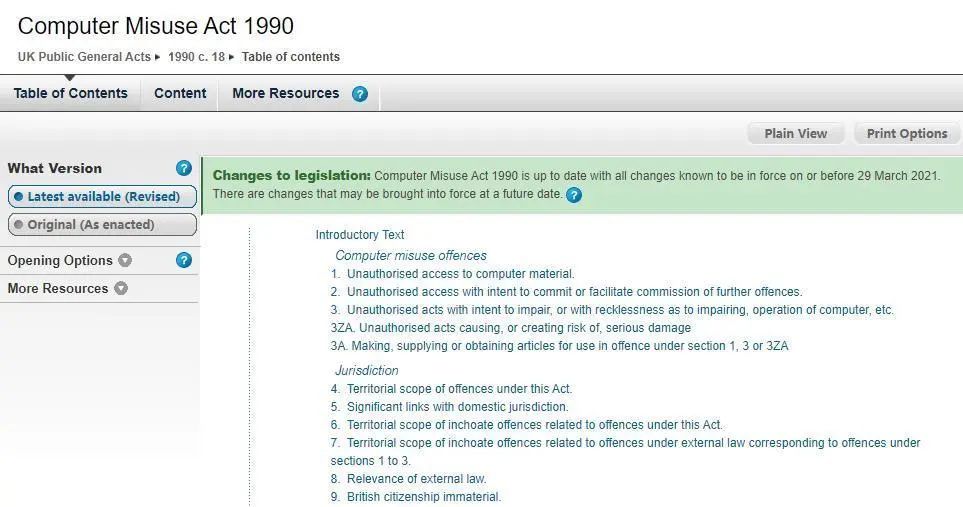 Computer Misuse Act 1990
UK Public General Acts 1990 c. 18 Table of contents
Table of Contents Content More Resources ?
Plain View Print Options
What Version ?
Latest available (Revised)
Original (As enacted)
Opening Options ?
More Resources
Changes to legislation: Computer Misuse Act 1990 is up to date with all changes known to be in force on or before 29 March 2021.
There are changes that may be brought into force at a future date. ?
Introductory Text
Computer misuse offences
1. Unauthorised access to computer material.
2. Unauthorised access with intent to commit or facilitate commission of further offences.
3. Unauthorised acts with intent to impair, or with recklessness as to impairing, operation of computer, etc.
3ZA. Unauthorised acts causing, or creating risk of, serious damage
3A. Making, supplying or obtaining articles for use in offence under section 1, 3 or 3ZA
Jurisdiction
4. Territorial scope of offences under this Act.
5. Significant links with domestic jurisdiction.
6. Territorial scope of inchoate offences related to offences under this Act.
7. Territorial scope of inchoate offences related to offences under external law corresponding to offences under
sections 1 to 3.
8. Relevance of external law.
9. British citizenship immaterial.